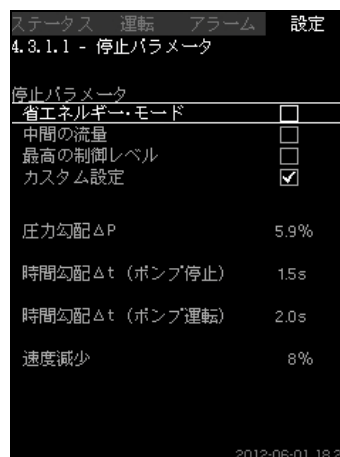 ステータス 運転 アラーム 設定
4.3.1.1 - 停止パラメータ
停止パラメータ
省エネルギー・モード
中間の流量
最高の制御レベル
カスタム設定
圧力勾配ΔP 5.9%
時間勾配Δt (ポンプ停止) 1.5s
時間勾配Δt (ポンプ運転) 2.0s
速度減少 8%
2012-06-01 18:2